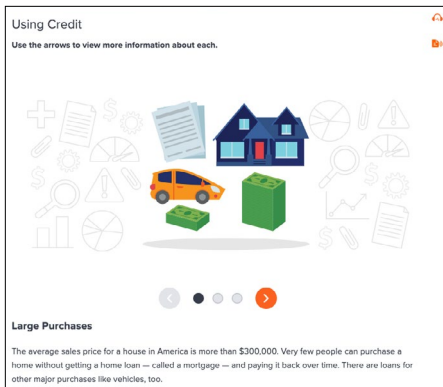 Using Credit
Use the arrows to view more information about each.
Large Purchases
The average sales price for a house in America is more than $300,000. Very few people can purchase a
home without getting a home loan — called a mortgage — and paying it back over time. There are loans for
other major purchases like vehicles, too.